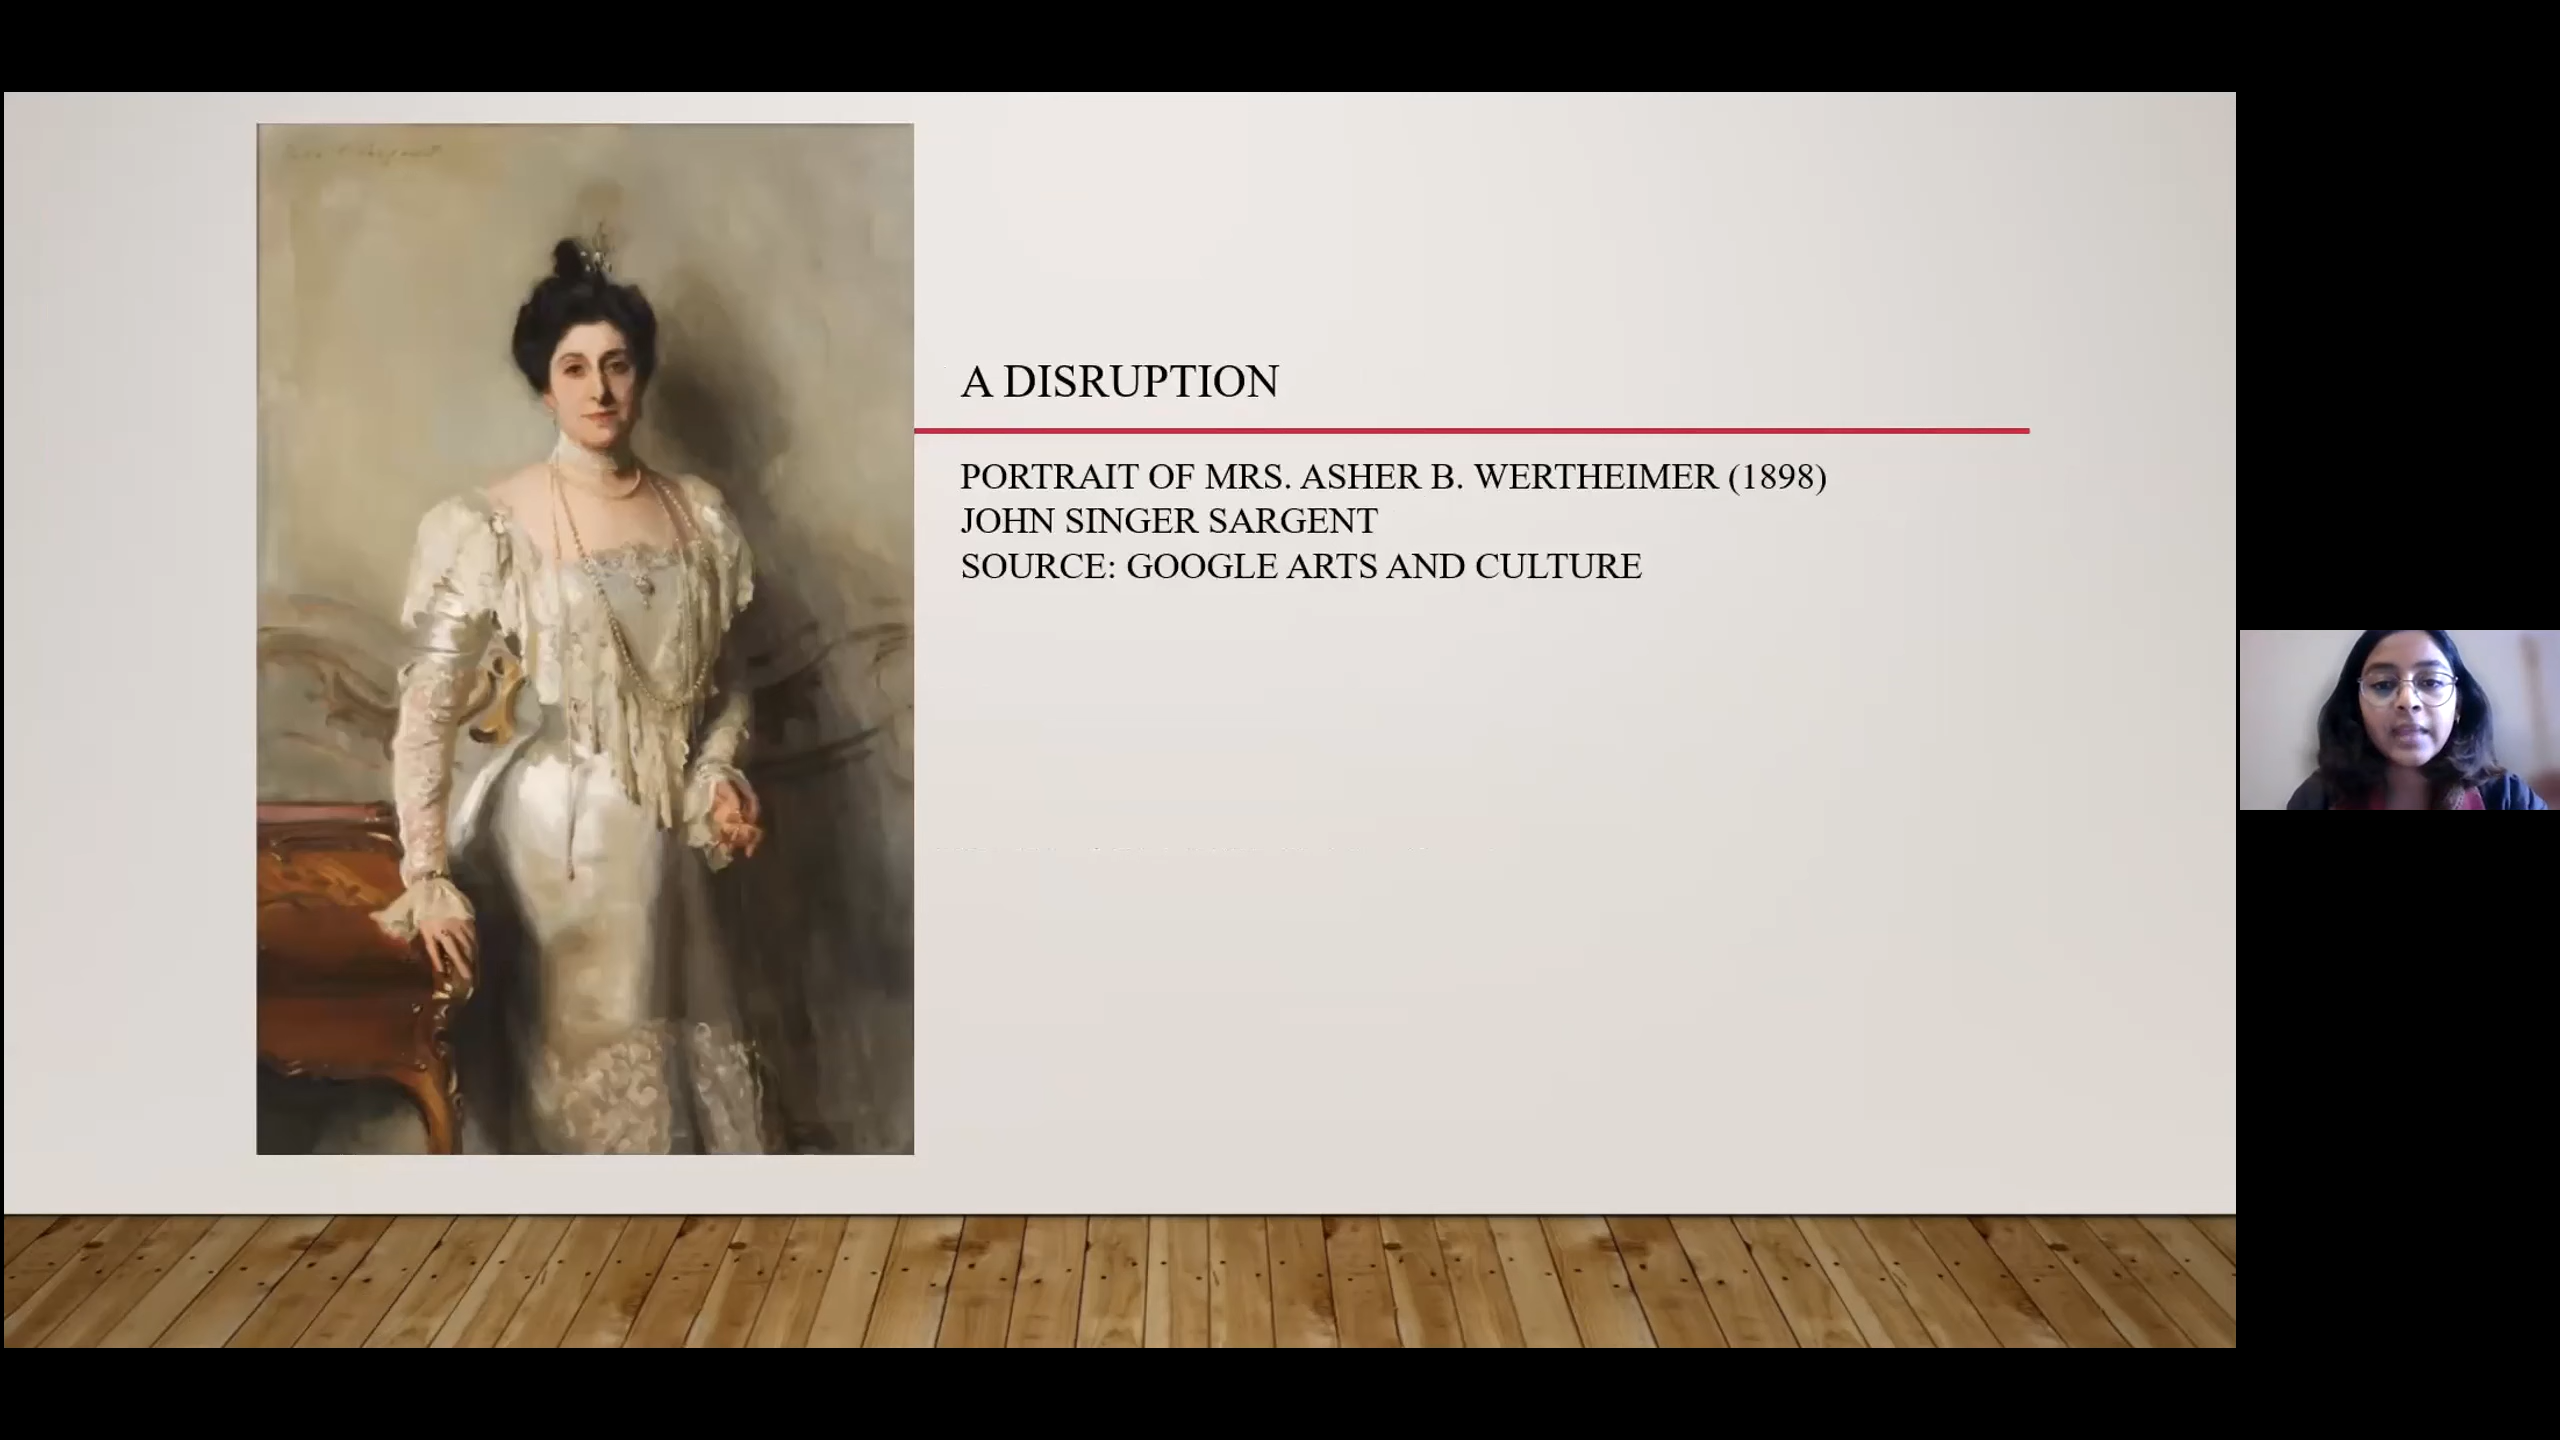 A DISRUPTION
PORTRAIT OF MRS. ASHER B. WERTHEIMER (1898)
JOHN SINGER SARGENT
SOURCE: GOOGLE ARTS AND CULTURE